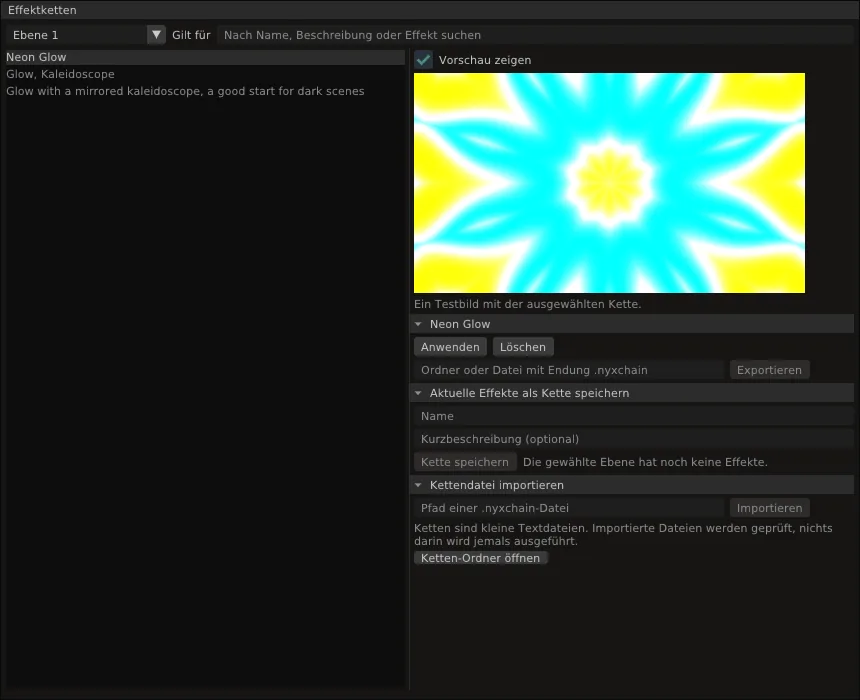 Effektketten
Ebene 1
Gilt für
Nach Name, Beschreibung oder Effekt suchen
Neon Glow
Glow, Kaleidoscope
Glow with a mirrored kaleidoscope, a good start for dark scenes
Vorschau zeigen
Ein Testbild mit der ausgewählten Kette.
Neon Glow
Anwenden
Löschen
Ordner oder Datei mit Endung .nyxchain
Exportieren
Aktuelle Effekte als Kette speichern
Name
Kurzbeschreibung (optional)
Kette speichern
Die gewählte Ebene hat noch keine Effekte.
Kettendatei importieren
Pfad einer .nyxchain-Datei
Importieren
Ketten sind kleine Textdateien. Importierte Dateien werden geprüft, nichts
darin wird jemals ausgeführt.
Ketten-Ordner öffnen